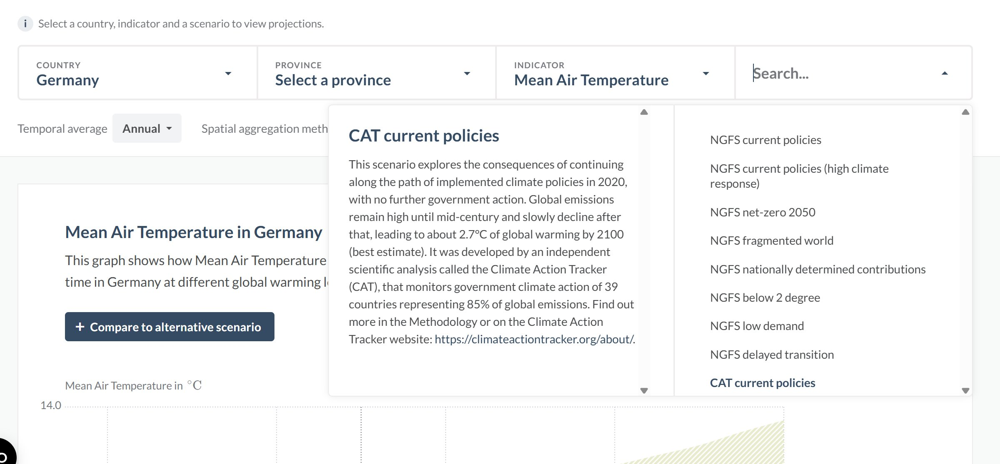 i Select a country, indicator and a scenario to view projections.
COUNTRY
Germany
PROVINCE
Select a province
INDICATOR
Mean Air Temperature
Search...
Temporal average Annual Spatial aggregation meth
CAT current policies
This scenario explores the consequences of continuing
along the path of implemented climate policies in 2020,
with no further government action. Global emissions
remain high until mid-century and slowly decline after
that, leading to about 2.7°C of global warming by 2100
(best estimate). It was developed by an independent
scientific analysis called the Climate Action Tracker
(CAT), that monitors government climate action of 39
countries representing 85% of global emissions. Find out
more in the Methodology or on the Climate Action
Tracker website: https://climateactiontracker.org/about/.
NGFS current policies
NGFS current policies (high climate
response)
NGFS net-zero 2050
NGFS fragmented world
NGFS nationally determined contributions
NGFS below 2 degree
NGFS low demand
NGFS delayed transition
CAT current policies
Mean Air Temperature in Germany
This graph shows how Mean Air Temperature
time in Germany at different global warming l
+ Compare to alternative scenario
Mean Air Temperature in °C
14.0